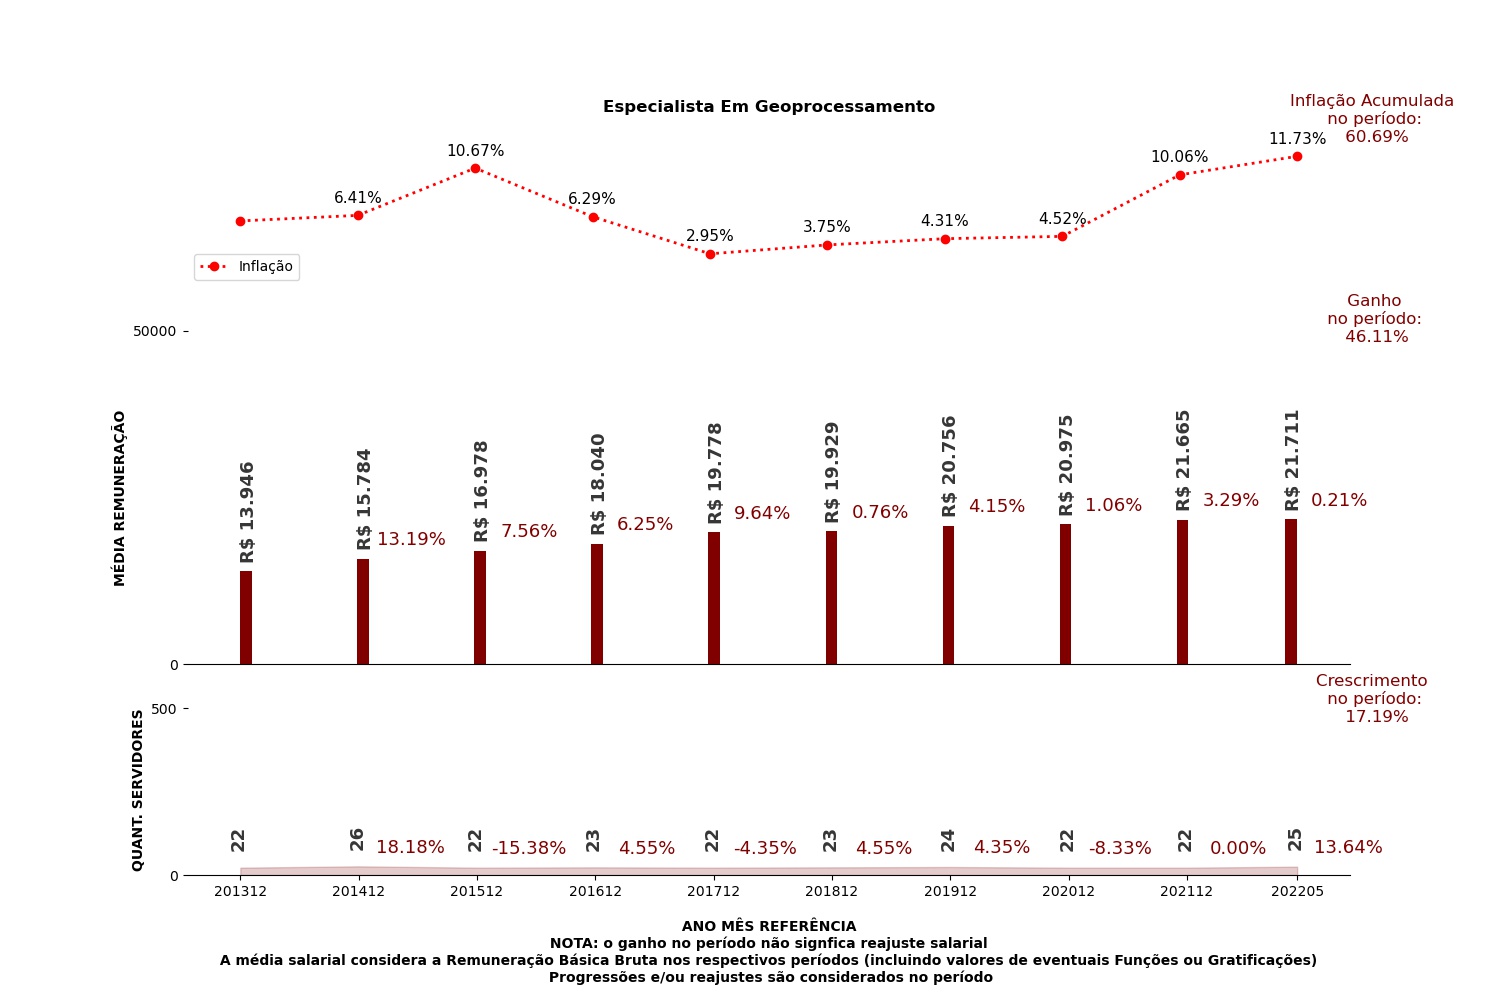 Especialista Em Geoprocessamento
Inflação Acumulada
no período:
60.69%
6.41%
10.67%
6.29%
2.95%
3.75%
4.31%
4.52%
10.06%
11.73%
Inflação
Ganho
no período:
46.11%
MÉDIA REMUNERAÇÃO
50000
0
R$ 13.946
R$ 15.784
R$ 16.978
R$ 18.040
R$ 19.778
R$ 19.929
R$ 20.756
R$ 20.975
R$ 21.665
R$ 21.711
13.19%
7.56%
6.25%
9.64%
0.76%
4.15%
1.06%
3.29%
0.21%
Crescrimento
no período:
17.19%
QUANT. SERVIDORES
500
0
22
26
22
23
22
23
24
22
22
25
18.18%
-15.38%
4.55%
-4.35%
4.55%
4.35%
-8.33%
0.00%
13.64%
201312
201412
201512
201612
201712
201812
201912
202012
202112
202205
ANO MÊS REFERÊNCIA
NOTA: o ganho no período não signfica reajuste salarial
A média salarial considera a Remuneração Básica Bruta nos respectivos períodos (incluindo valores de eventuais Funções ou Gratificações)
Progressões e/ou reajustes são considerados no período